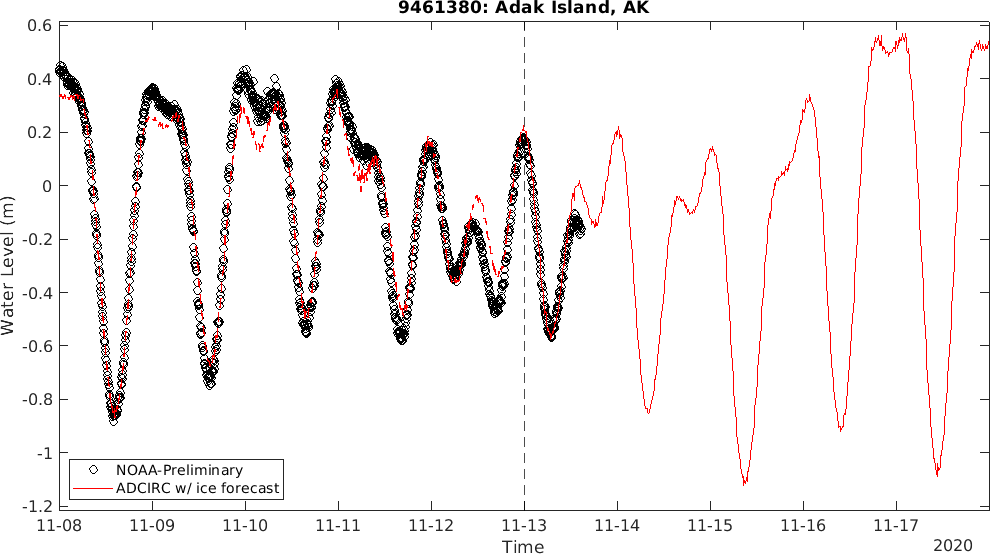 9461380: Adak Island, AK
Water Level (m)
0.6
0.4
0.2
0
-0.2
-0.4
-0.6
-0.8
-1
-1.2
NOAA-Preliminary
ADCIRC w/ ice forecast
11-08 11-09 11-10 11-11 11-12 11-13 11-14 11-15 11-16 11-17
Time
2020